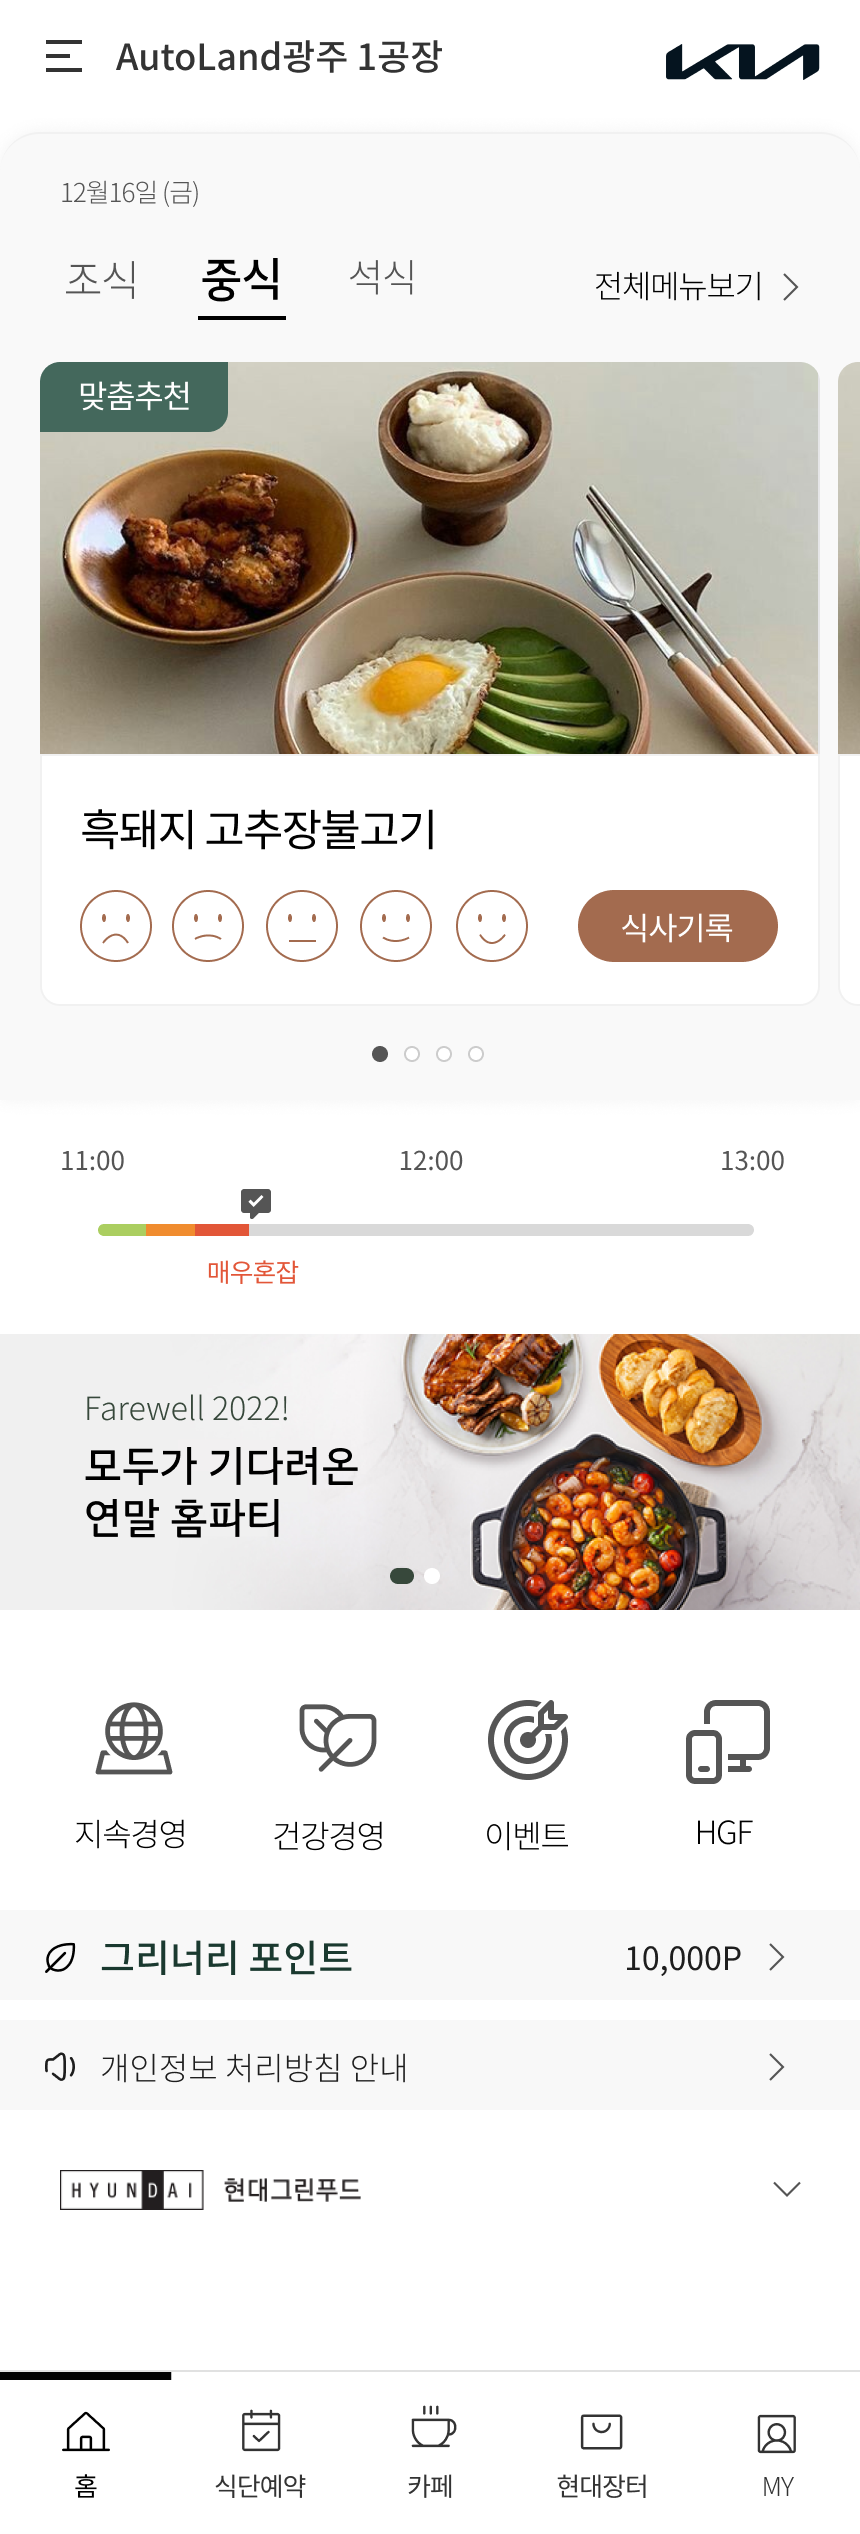 AutoLand광주 1공장
KIA
12월16일 (금)
조식 중식 석식 전체메뉴보기
맞춤추천
흑돼지 고추장불고기
식사기록
11:00 12:00 13:00
매우혼잡
Farewell 2022!
모두가 기다려온
연말 홈파티
지속경영 건강경영 이벤트 HGF
그리너리 포인트 10,000P
개인정보 처리방침 안내
HYUNDAI 현대그린푸드
홈 식단예약 카페 현대장터 MY